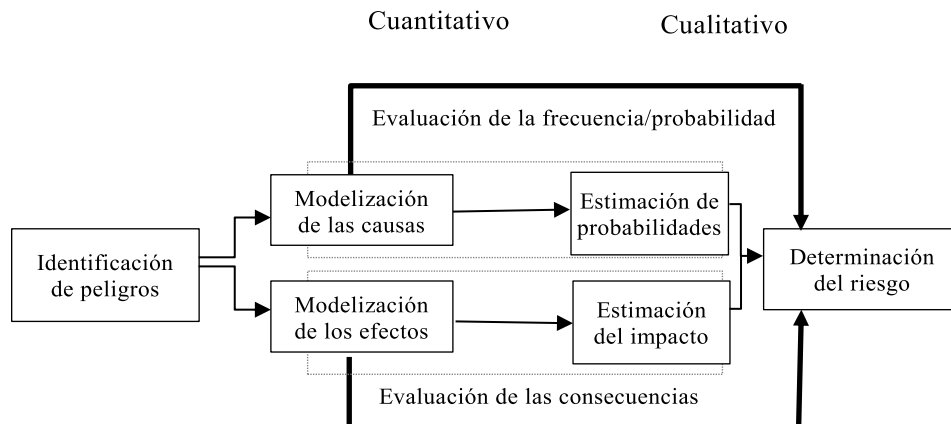 Cuantitativo
Cualitativo
Evaluación de la frecuencia/probabilidad
Modelización
de las causas
Estimación de
probabilidades
Identificación
de peligros
Determinación
del riesgo
Modelización
de los efectos
Estimación
del impacto
Evaluación de las consecuencias